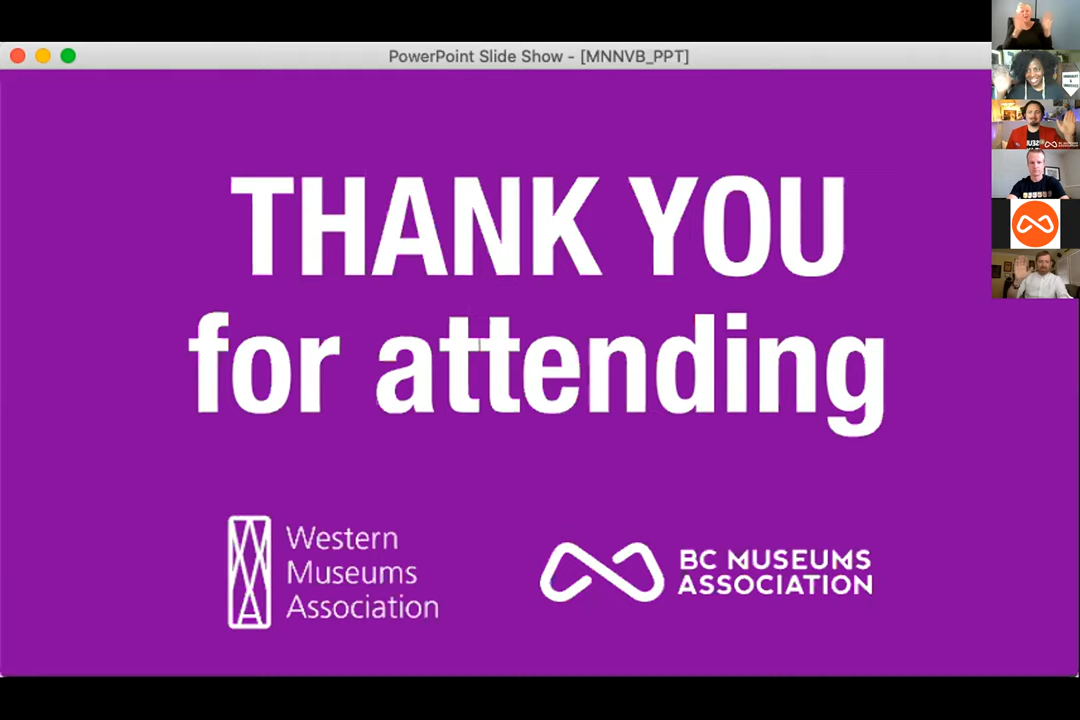 PowerPoint Slide Show - [MNNVB_PPT]
THANK YOU
for attending
Western
Museums
Association
BC MUSEUMS
ASSOCIATION